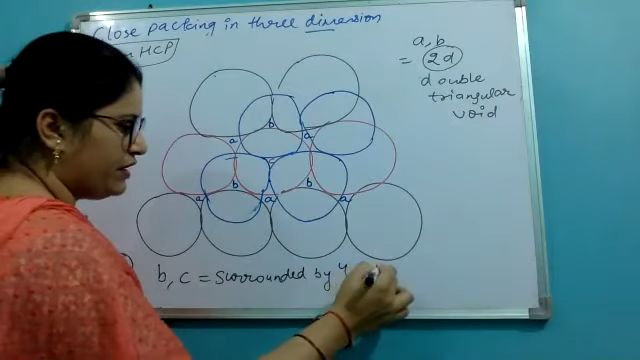 Close packing in three dimension
HCP
a, b
= 2d
double
triangular
void
b
a
a
b
b
a
a
a
b, c = surrounded by 4